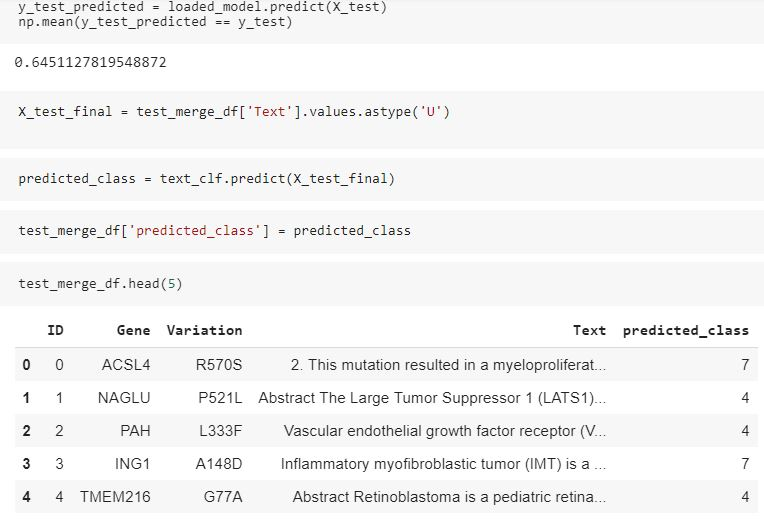 y_test_predicted = loaded_model.predict(X_test)
np.mean(y_test_predicted == y_test)
0.6451127819548872
X_test_final = test_merge_df['Text'].values.astype('U')
predicted_class = text_clf.predict(X_test_final)
test_merge_df['predicted_class'] = predicted_class
test_merge_df.head(5)
ID Gene Variation Text predicted_class
0 0 ACSL4 R570S 2. This mutation resulted in a myeloproliferat... 7
1 1 NAGLU P521L Abstract The Large Tumor Suppressor 1 (LATS1)... 4
2 2 PAH L333F Vascular endothelial growth factor receptor (V... 4
3 3 ING1 A148D Inflammatory myofibroblastic tumor (IMT) is a ... 7
4 4 TMEM216 G77A Abstract Retinoblastoma is a pediatric retina... 4